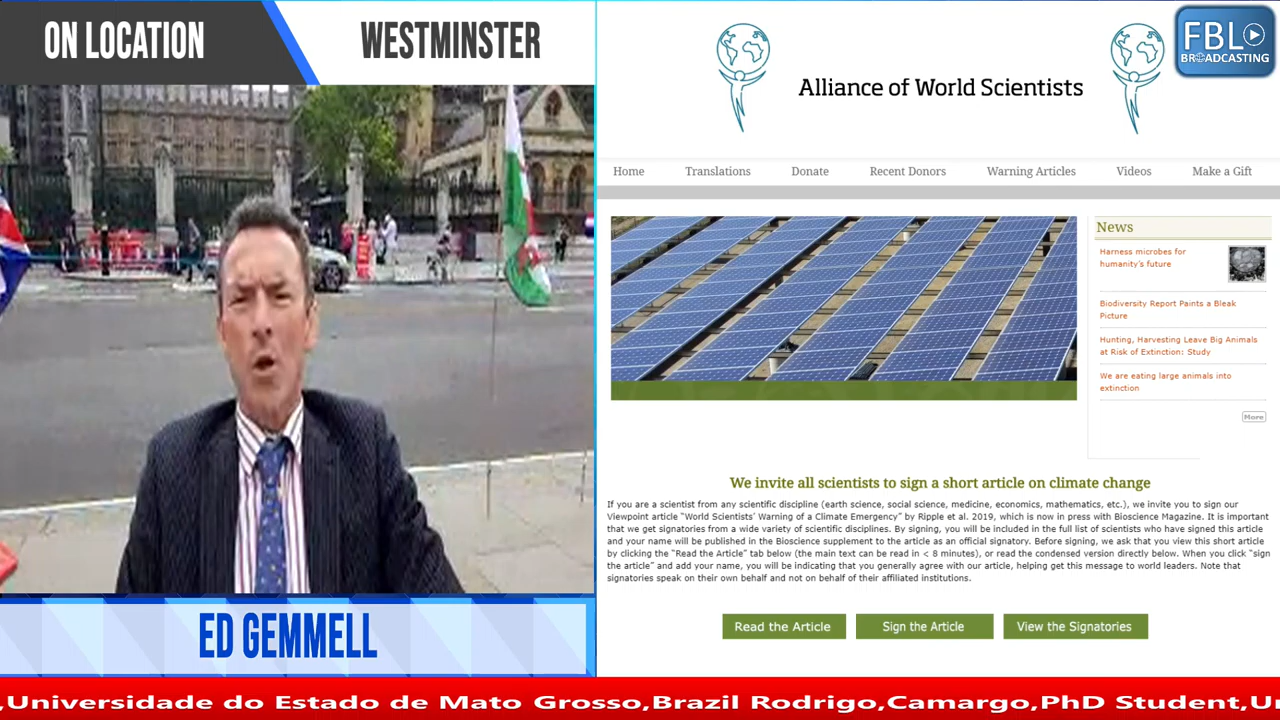 ON LOCATION
WESTMINSTER
FBL
BROADCASTING
Alliance of World Scientists
Home
Translations
Donate
Recent Donors
Warning Articles
Videos
Make a Gift
News
Harness microbes for
humanity's future
Biodiversity Report Paints a Bleak
Picture
Hunting, Harvesting Leave Big Animals
at Risk of Extinction: Study
We are eating large animals into
extinction
More
We invite all scientists to sign a short article on climate change
If you are a scientist from any scientific discipline (earth science, social science, medicine, economics, mathematics, etc.), we invite you to sign our
Viewpoint article "World Scientists' Warning of a Climate Emergency" by Ripple et al. 2019, which is now in press with Bioscience Magazine. It is important
that we get signatories from a wide variety of scientific disciplines. By signing, you will be included in the full list of scientists who have signed this article
and your name will be published in the Bioscience supplement to the article as an official signatory. Before signing, we ask that you view this short article
by clicking the "Read the Article" tab below (the main text can be read in < 8 minutes), or read the condensed version directly below. When you click "sign
the article" and add your name, you will be indicating that you generally agree with our article, helping get this message to world leaders. Note that
signatories speak on their own behalf and not on behalf of their affiliated institutions.
Read the Article
Sign the Article
View the Signatories
ED GEMMELL
,Universidade do Estado de Mato Grosso,Brazil Rodrigo,Camargo,PhD Student,U